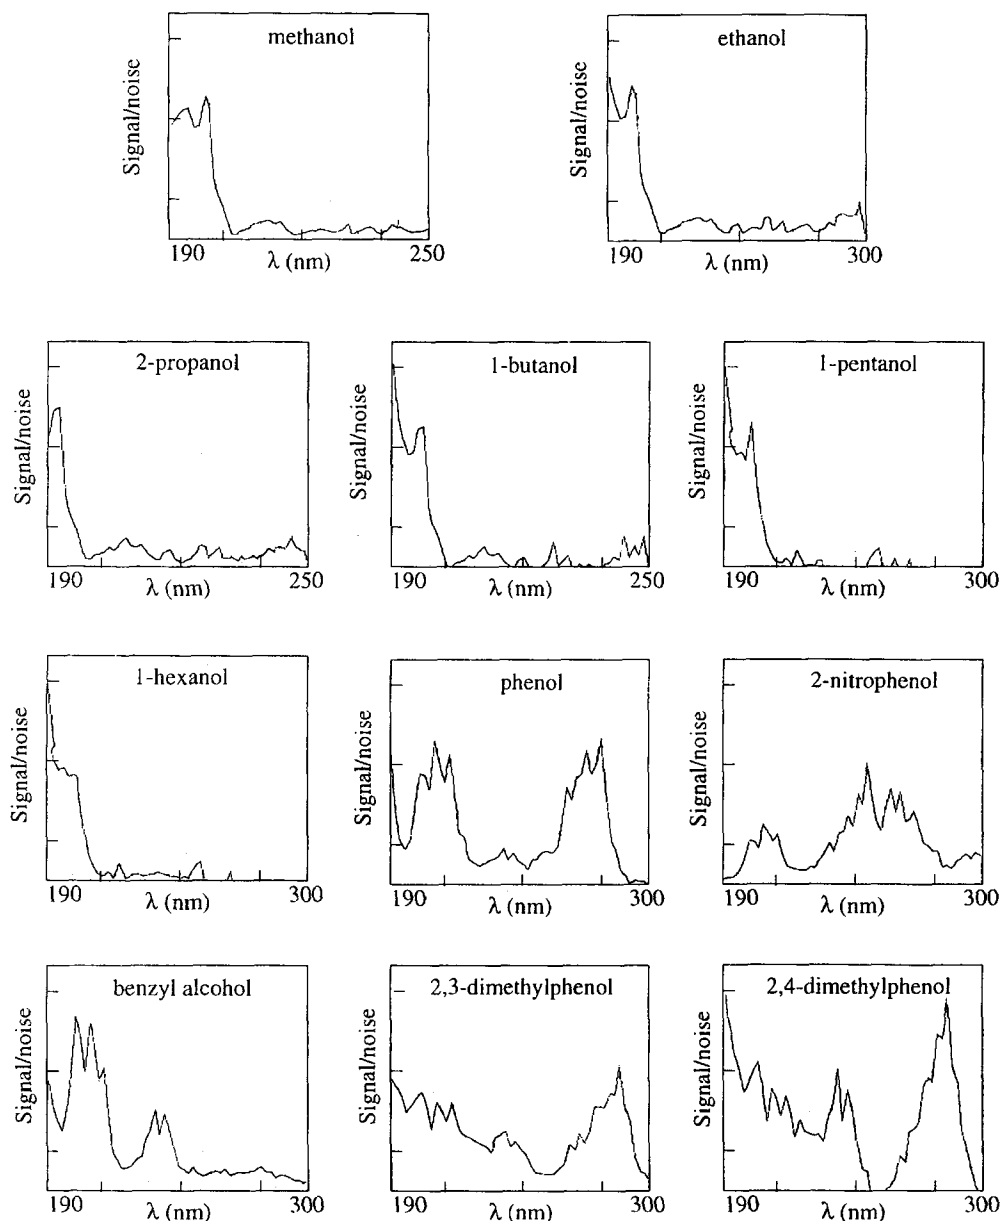 methanol
Signal/noise
190 250
λ (nm)
ethanol
Signal/noise
190 300
λ (nm)
2-propanol
Signal/noise
190 250
λ (nm)
1-butanol
Signal/noise
190 250
λ (nm)
1-pentanol
Signal/noise
190 300
λ (nm)
1-hexanol
Signal/noise
190 300
λ (nm)
phenol
Signal/noise
190 300
λ (nm)
2-nitrophenol
Signal/noise
190 300
λ (nm)
benzyl alcohol
Signal/noise
190 300
λ (nm)
2,3-dimethylphenol
Signal/noise
190 300
λ (nm)
2,4-dimethylphenol
Signal/noise
190 300
λ (nm)